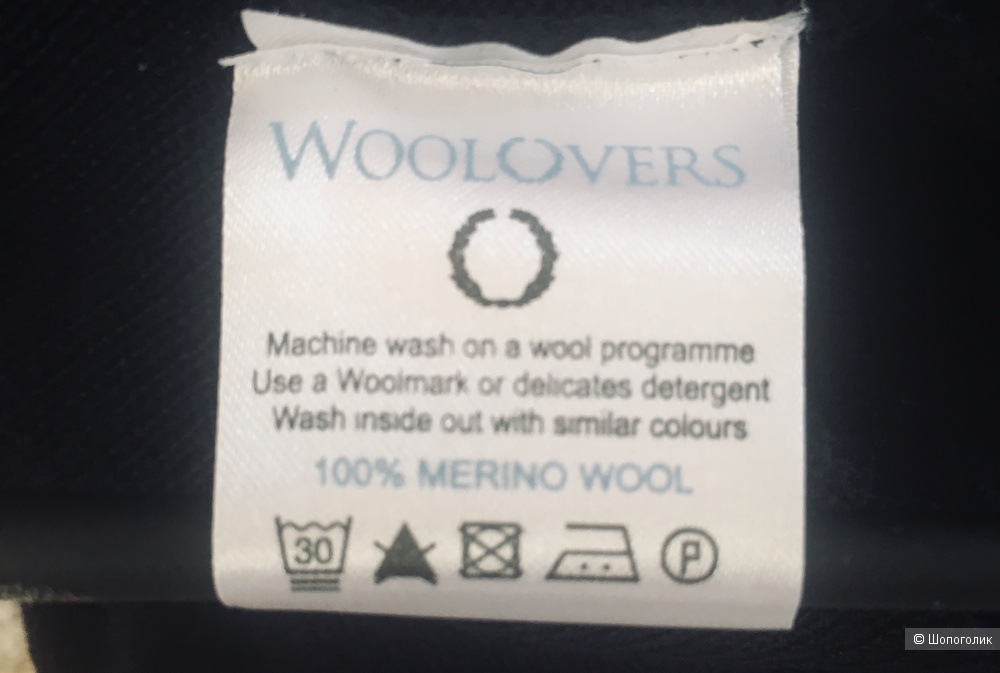 WOOLOVERS
Machine wash on a wool programme
Use a Woolmark or delicates detergent
Wash inside out with similar colours
100% MERINO WOOL
30 P
© Шопоголик